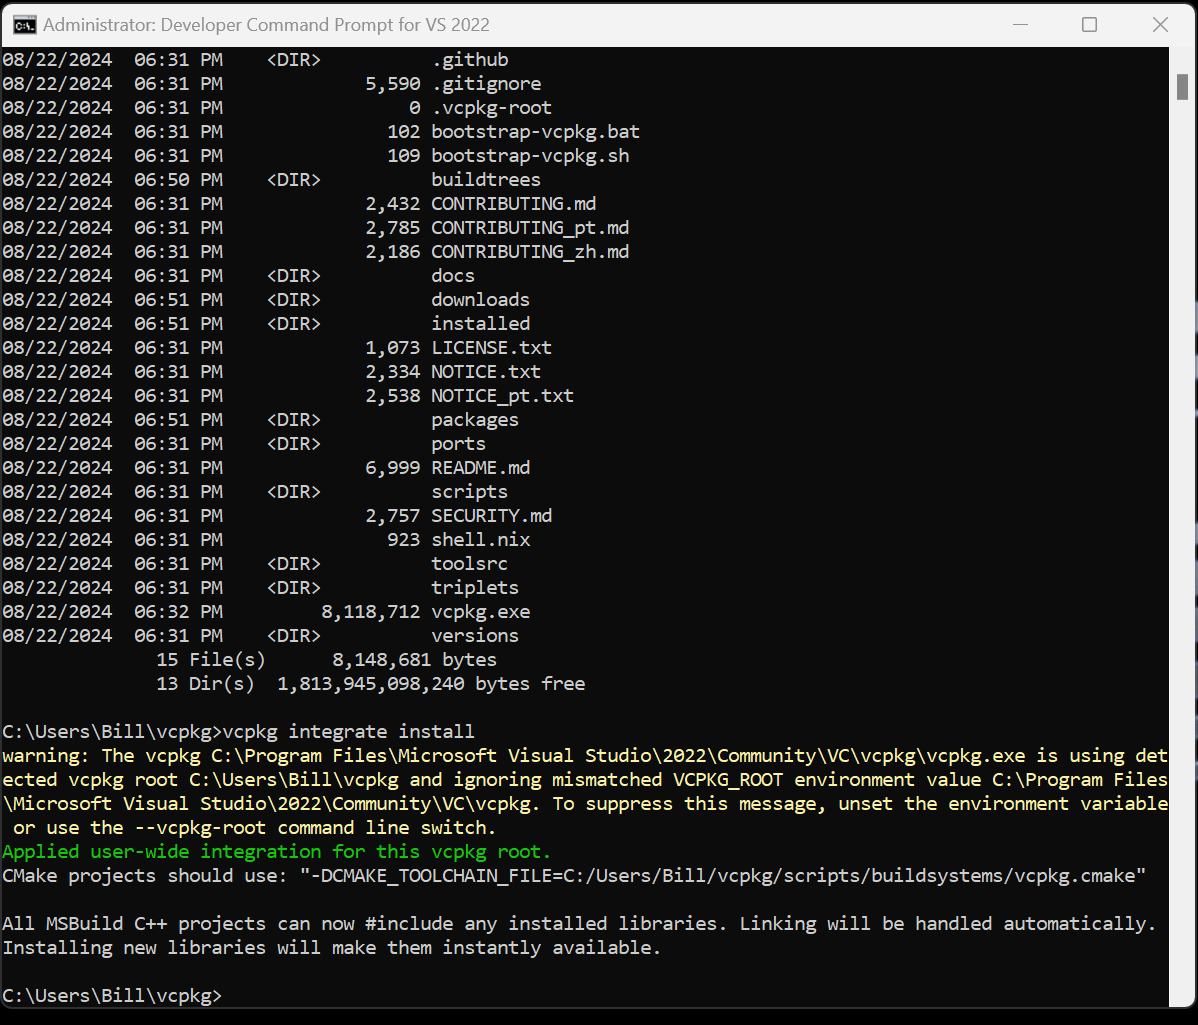 Administrator: Developer Command Prompt for VS 2022
08/22/2024  06:31 PM    <DIR>          .github
08/22/2024  06:31 PM             5,590 .gitignore
08/22/2024  06:31 PM                 0 .vcpkg-root
08/22/2024  06:31 PM               102 bootstrap-vcpkg.bat
08/22/2024  06:31 PM               109 bootstrap-vcpkg.sh
08/22/2024  06:50 PM    <DIR>          buildtrees
08/22/2024  06:31 PM             2,432 CONTRIBUTING.md
08/22/2024  06:31 PM             2,785 CONTRIBUTING_pt.md
08/22/2024  06:31 PM             2,186 CONTRIBUTING_zh.md
08/22/2024  06:31 PM    <DIR>          docs
08/22/2024  06:51 PM    <DIR>          downloads
08/22/2024  06:51 PM    <DIR>          installed
08/22/2024  06:31 PM             1,073 LICENSE.txt
08/22/2024  06:31 PM             2,334 NOTICE.txt
08/22/2024  06:31 PM             2,538 NOTICE_pt.txt
08/22/2024  06:51 PM    <DIR>          packages
08/22/2024  06:31 PM    <DIR>          ports
08/22/2024  06:31 PM             6,999 README.md
08/22/2024  06:31 PM    <DIR>          scripts
08/22/2024  06:31 PM             2,757 SECURITY.md
08/22/2024  06:31 PM               923 shell.nix
08/22/2024  06:31 PM    <DIR>          toolsrc
08/22/2024  06:31 PM    <DIR>          triplets
08/22/2024  06:32 PM         8,118,712 vcpkg.exe
08/22/2024  06:31 PM    <DIR>          versions
              15 File(s)      8,148,681 bytes
              13 Dir(s)  1,813,945,098,240 bytes free
C:\Users\Bill\vcpkg>vcpkg integrate install
warning: The vcpkg C:\Program Files\Microsoft Visual Studio\2022\Community\VC\vcpkg\vcpkg.exe is using det
ected vcpkg root C:\Users\Bill\vcpkg and ignoring mismatched VCPKG_ROOT environment value C:\Program Files
\Microsoft Visual Studio\2022\Community\VC\vcpkg. To suppress this message, unset the environment variable
 or use the --vcpkg-root command line switch.
Applied user-wide integration for this vcpkg root.
CMake projects should use: "-DCMAKE_TOOLCHAIN_FILE=C:/Users/Bill/vcpkg/scripts/buildsystems/vcpkg.cmake"
All MSBuild C++ projects can now #include any installed libraries. Linking will be handled automatically.
Installing new libraries will make them instantly available.
C:\Users\Bill\vcpkg>